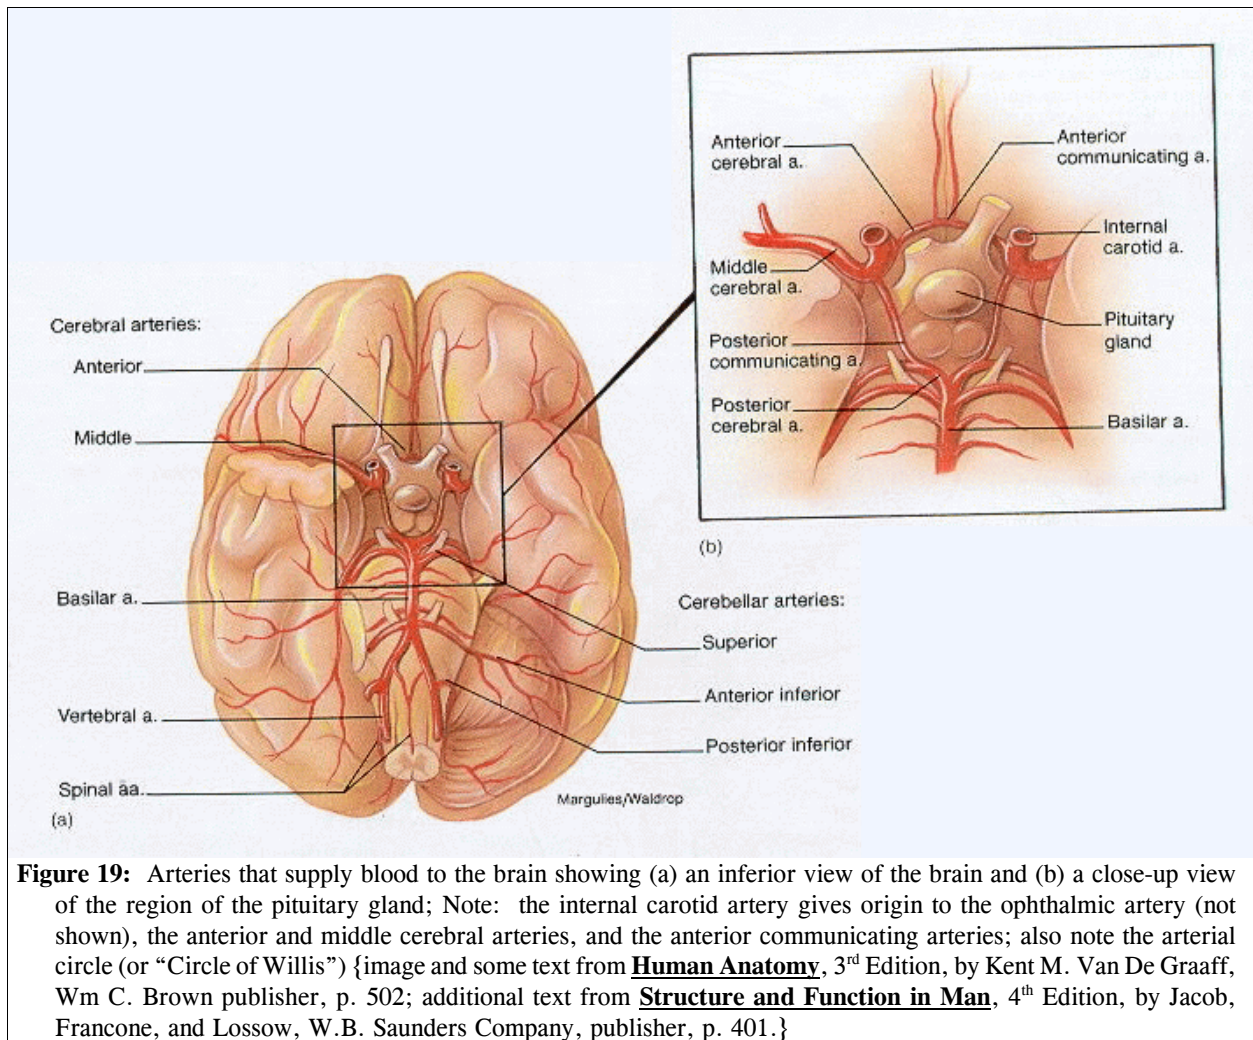 Anterior
cerebral a.
Anterior
communicating a.
Internal
carotid a.
Middle
cerebral a.
Pituitary
gland
Posterior
communicating a.
Posterior
cerebral a.
Basilar a.
(b)
Cerebral arteries:
Anterior
Middle
Basilar a.
Vertebral a.
Spinal āa.
(a)
Cerebellar arteries:
Superior
Anterior inferior
Posterior inferior
Margulies/Waldrop
Figure 19: Arteries that supply blood to the brain showing (a) an inferior view of the brain and (b) a close-up view
of the region of the pituitary gland; Note: the internal carotid artery gives origin to the ophthalmic artery (not
shown), the anterior and middle cerebral arteries, and the anterior communicating arteries; also note the arterial
circle (or “Circle of Willis”) {image and some text from Human Anatomy, 3rd Edition, by Kent M. Van De Graaff,
Wm C. Brown publisher, p. 502; additional text from Structure and Function in Man, 4th Edition, by Jacob,
Francone, and Lossow, W.B. Saunders Company, publisher, p. 401.}